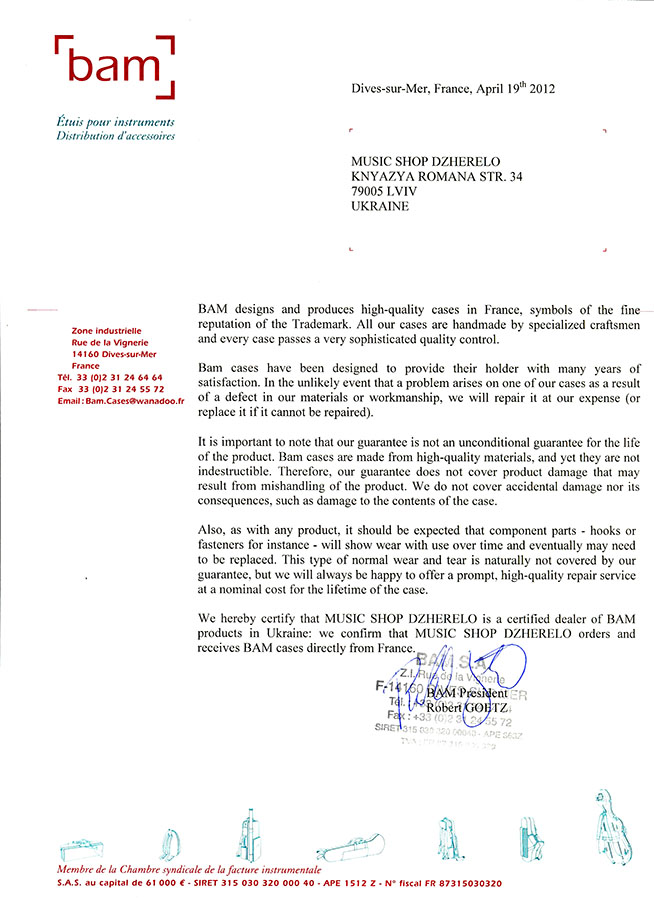 bam
Étuis pour instruments
Distribution d'accessoires
Dives-sur-Mer, France, April 19th 2012
MUSIC SHOP DZHERELO
KNYAZYA ROMANA STR. 34
79005 LVIV
UKRAINE
Zone industrielle
Rue de la Vignerie
14160 Dives-sur-Mer
France
Tél. 33 (0)2 31 24 64 64
Fax 33 (0)2 31 24 55 72
Email : Bam.Cases@wanadoo.fr
BAM designs and produces high-quality cases in France, symbols of the fine
reputation of the Trademark. All our cases are handmade by specialized craftsmen
and every case passes a very sophisticated quality control.
Bam cases have been designed to provide their holder with many years of
satisfaction. In the unlikely event that a problem arises on one of our cases as a result
of a defect in our materials or workmanship, we will repair it at our expense (or
replace it if it cannot be repaired).
It is important to note that our guarantee is not an unconditional guarantee for the life
of the product. Bam cases are made from high-quality materials, and yet they are not
indestructible. Therefore, our guarantee does not cover product damage that may
result from mishandling of the product. We do not cover accidental damage nor its
consequences, such as damage to the contents of the case.
Also, as with any product, it should be expected that component parts - hooks or
fasteners for instance - will show wear with use over time and eventually may need
to be replaced. This type of normal wear and tear is naturally not covered by our
guarantee, but we will always be happy to offer a prompt, high-quality repair service
at a nominal cost for the lifetime of the case.
We hereby certify that MUSIC SHOP DZHERELO is a certified dealer of BAM
products in Ukraine: we confirm that MUSIC SHOP DZHERELO orders and
receives BAM cases directly from France.
BAM S.A.
Z.I. Rue de la Vignerie
F-14160
BAM President
Robert GOETZ
Fax : +33 (0)2 31 24 55 72
SIRET 315 030 320 00040 - APE
Membre de la Chambre syndicale de la facture instrumentale
S.A.S. au capital de 61 000 € - SIRET 315 030 320 000 40 - APE 1512 Z - N° fiscal FR 87315030320